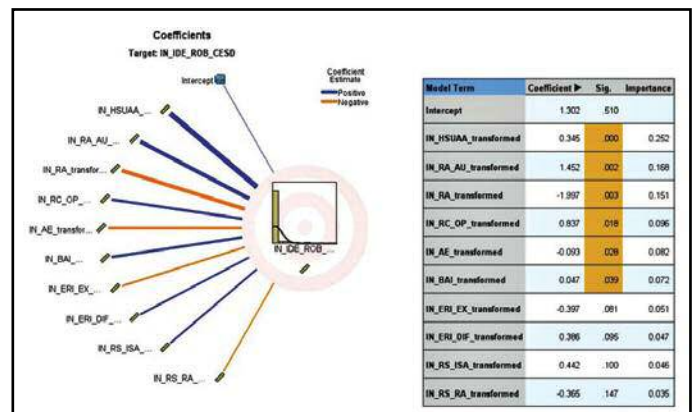 Coefficients
Target: IN_IDE_ROB_CESD
Coefficient
Estimate
Positive
Negative
Intercept
IN_HSUAA_...
IN_RA_AU_...
IN_RA_transfor...
IN_RC_OP_...
IN_AE_transfor...
IN_BAI_...
IN_ERI_EX_...
IN_ERI_DIF_...
IN_RS_ISA_...
IN_RS_RA_...
IN_IDE_ROB_...
Model Term Coefficient ▶ Sig. Importance
Intercept 1.302 .510
IN_HSUAA_transformed 0.345 .000 0.252
IN_RA_AU_transformed 1.452 .002 0.168
IN_RA_transformed -1.997 .003 0.151
IN_RC_OP_transformed 0.837 .018 0.096
IN_AE_transformed -0.093 .028 0.082
IN_BAI_transformed 0.047 .039 0.072
IN_ERI_EX_transformed -0.397 .081 0.051
IN_ERI_DIF_transformed 0.386 .095 0.047
IN_RS_ISA_transformed 0.442 .100 0.046
IN_RS_RA_transformed -0.365 .147 0.035